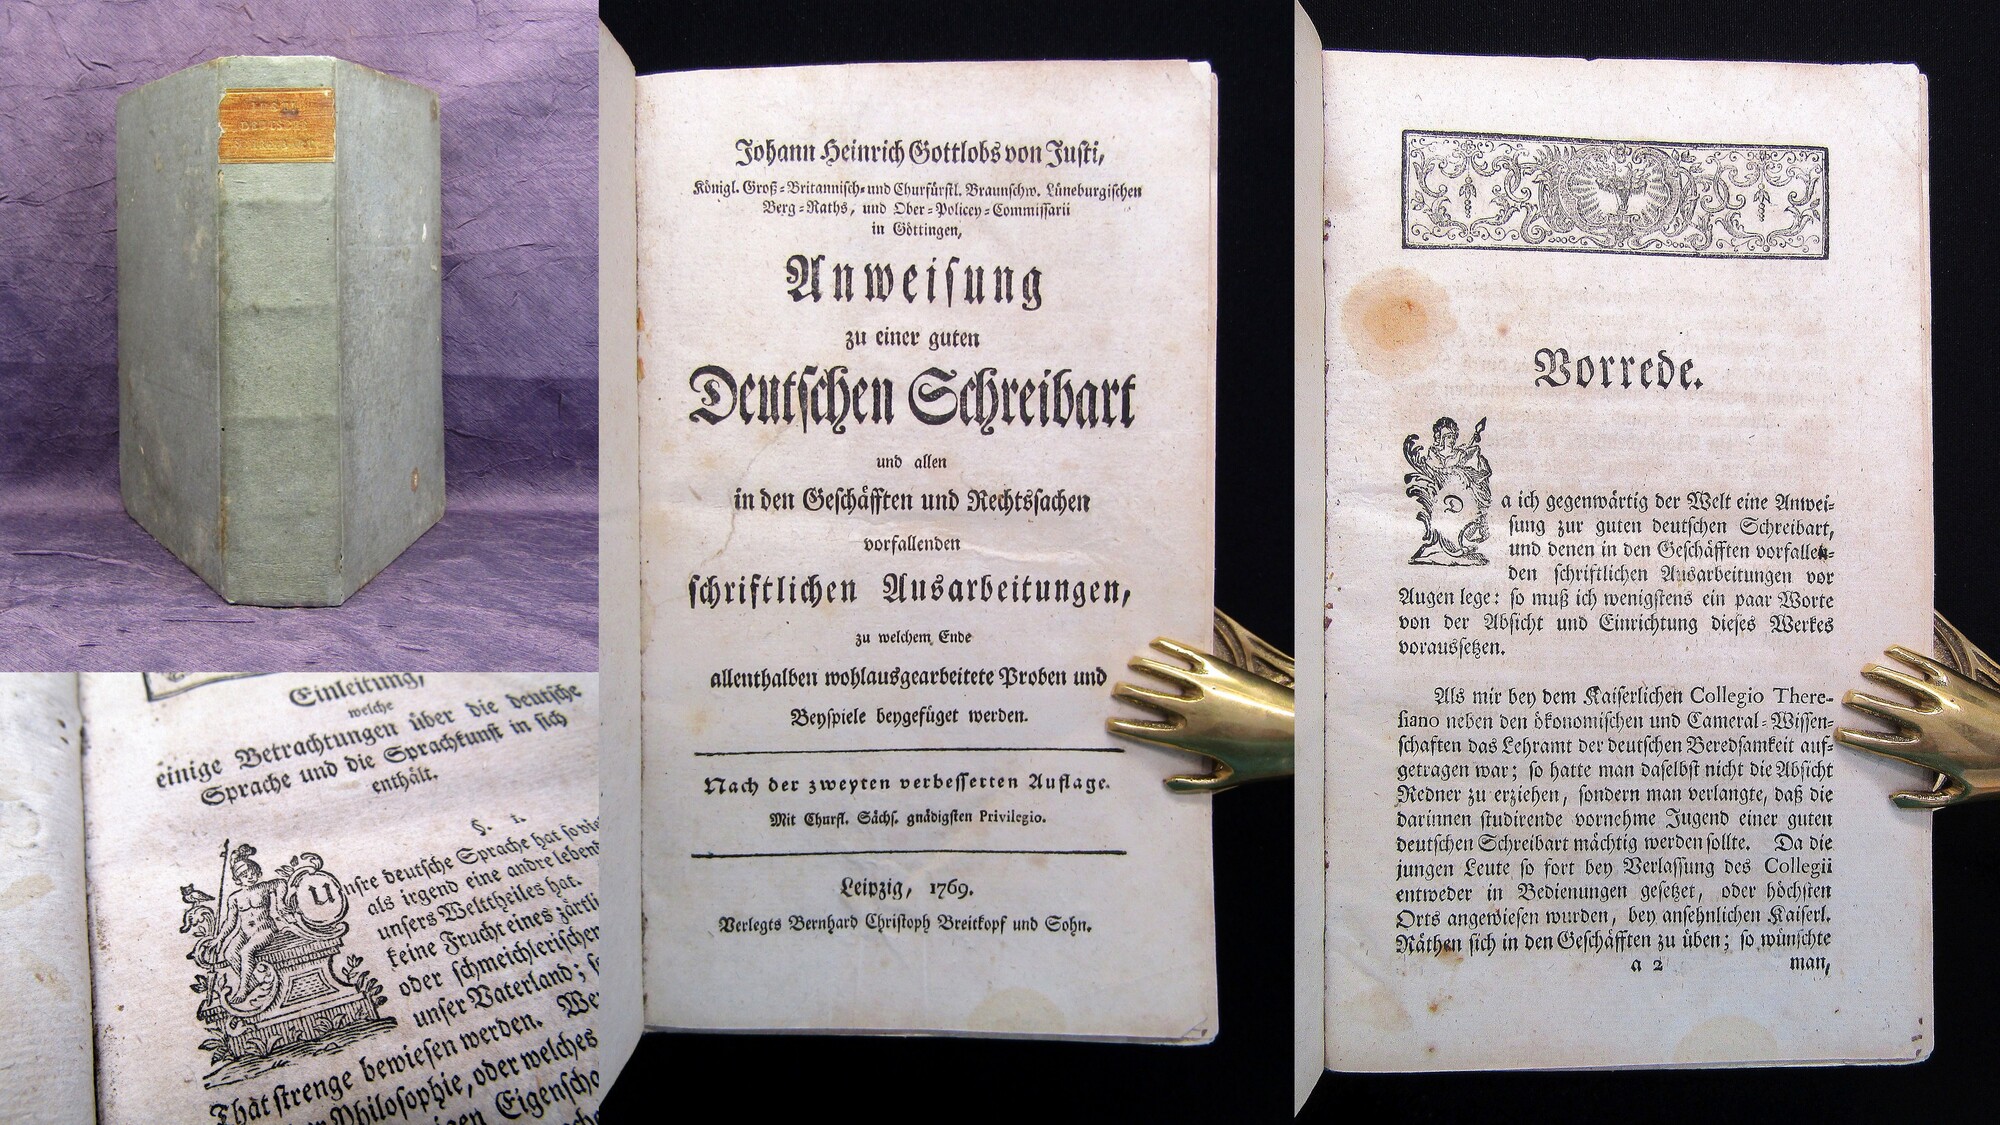 JUSTI
DEUTSCHE
Einleitung,
welche
einige Betrachtungen über die deutsche
Sprache und die Sprachkunst in sich
enthält.
§. 1.
Unsre deutsche Sprache hat so vie
als irgend eine andre lebend
unsers Welttheiles hat.
keine Frucht eines zärtli
oder schmeichlerischen
unser Vaterland; s
strenge bewiesen werden. We
Philosophie, oder welches
Eigenscha
Johann Heinrich Gottlobs von Justi,
Königl. Groß-Britannisch- und Churfürstl. Braunschw. Lüneburgischen
Berg-Raths, und Ober-Policey-Commissarii
in Göttingen,
Anweisung
zu einer guten
Deutschen Schreibart
und allen
in den Geschäfften und Rechtssachen
vorfallenden
schriftlichen Ausarbeitungen,
zu welchem Ende
allenthalben wohlausgearbeitete Proben und
Beyspiele beygefüget werden.
Nach der zweyten verbesserten Auflage.
Mit Churfl. Sächs. gnädigsten Privilegio.
Leipzig, 1769.
Verlegts Bernhard Christoph Breitkopf und Sohn.
Vorrede.
Da ich gegenwärtig der Welt eine Anwei-
sung zur guten deutschen Schreibart,
und denen in den Geschäfften vorfallen-
den schriftlichen Ausarbeitungen vor
Augen lege: so muß ich wenigstens ein paar Worte
von der Absicht und Einrichtung dieses Werkes
voraussetzen.
Als mir bey dem Kaiserlichen Collegio There-
siano neben den ökonomischen und Cameral-Wissen-
schaften das Lehramt der deutschen Beredsamkeit auf-
getragen war; so hatte man daselbst nicht die Absicht
Redner zu erziehen, sondern man verlangte, daß die
darinnen studirende vornehme Jugend einer guten
deutschen Schreibart mächtig werden sollte. Da die
jungen Leute so fort bey Verlassung des Collegii
entweder in Bedienungen gesetzet, oder höchsten
Orts angewiesen wurden, bey ansehnlichen Kaiserl.
Räthen sich in den Geschäfften zu üben; so wünschte
a 2 man,